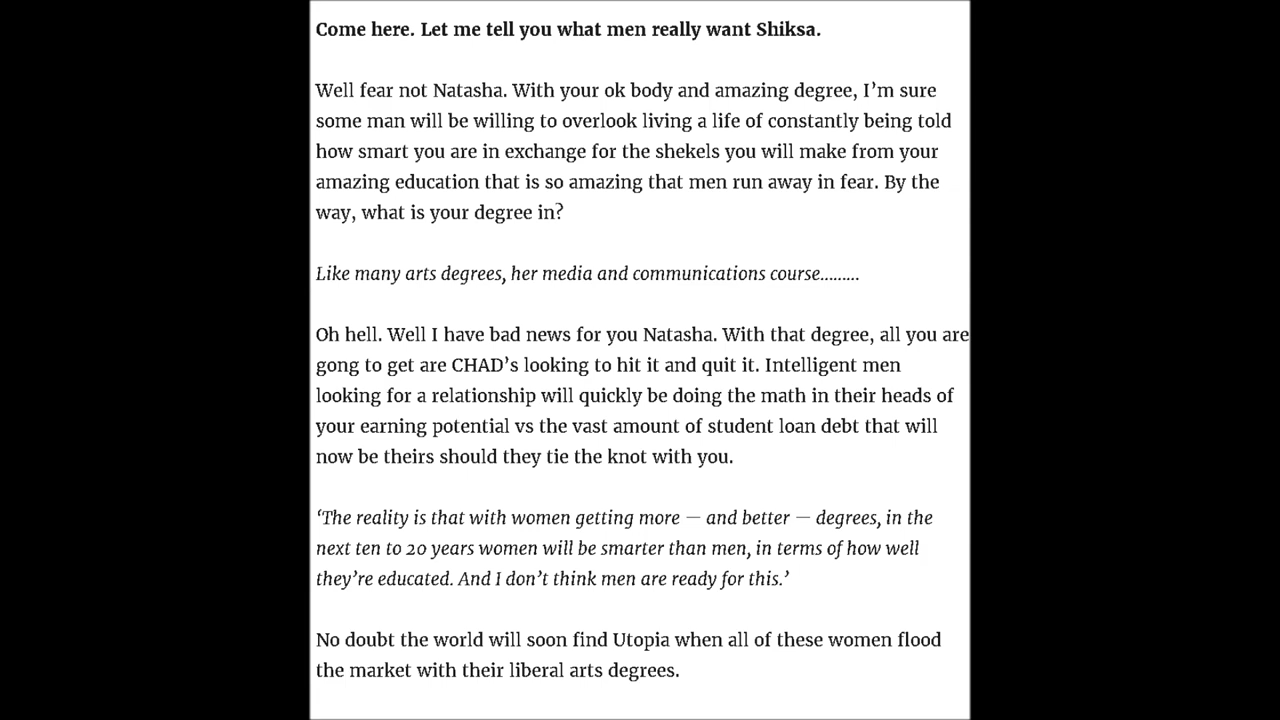 Come here. Let me tell you what men really want Shiksa.
Well fear not Natasha. With your ok body and amazing degree, I’m sure
some man will be willing to overlook living a life of constantly being told
how smart you are in exchange for the shekels you will make from your
amazing education that is so amazing that men run away in fear. By the
way, what is your degree in?
Like many arts degrees, her media and communications course.........
Oh hell. Well I have bad news for you Natasha. With that degree, all you are
gong to get are CHAD’s looking to hit it and quit it. Intelligent men
looking for a relationship will quickly be doing the math in their heads of
your earning potential vs the vast amount of student loan debt that will
now be theirs should they tie the knot with you.
‘The reality is that with women getting more — and better — degrees, in the
next ten to 20 years women will be smarter than men, in terms of how well
they’re educated. And I don’t think men are ready for this.’
No doubt the world will soon find Utopia when all of these women flood
the market with their liberal arts degrees.